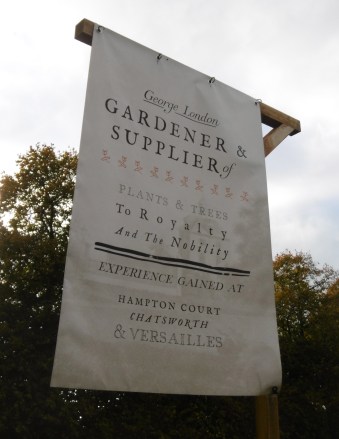 George London
GARDENER &
SUPPLIER of
PLANTS & TREES
To Royalty
And The Nobility
EXPERIENCE GAINED AT
HAMPTON COURT
CHATSWORTH
& VERSAILLES